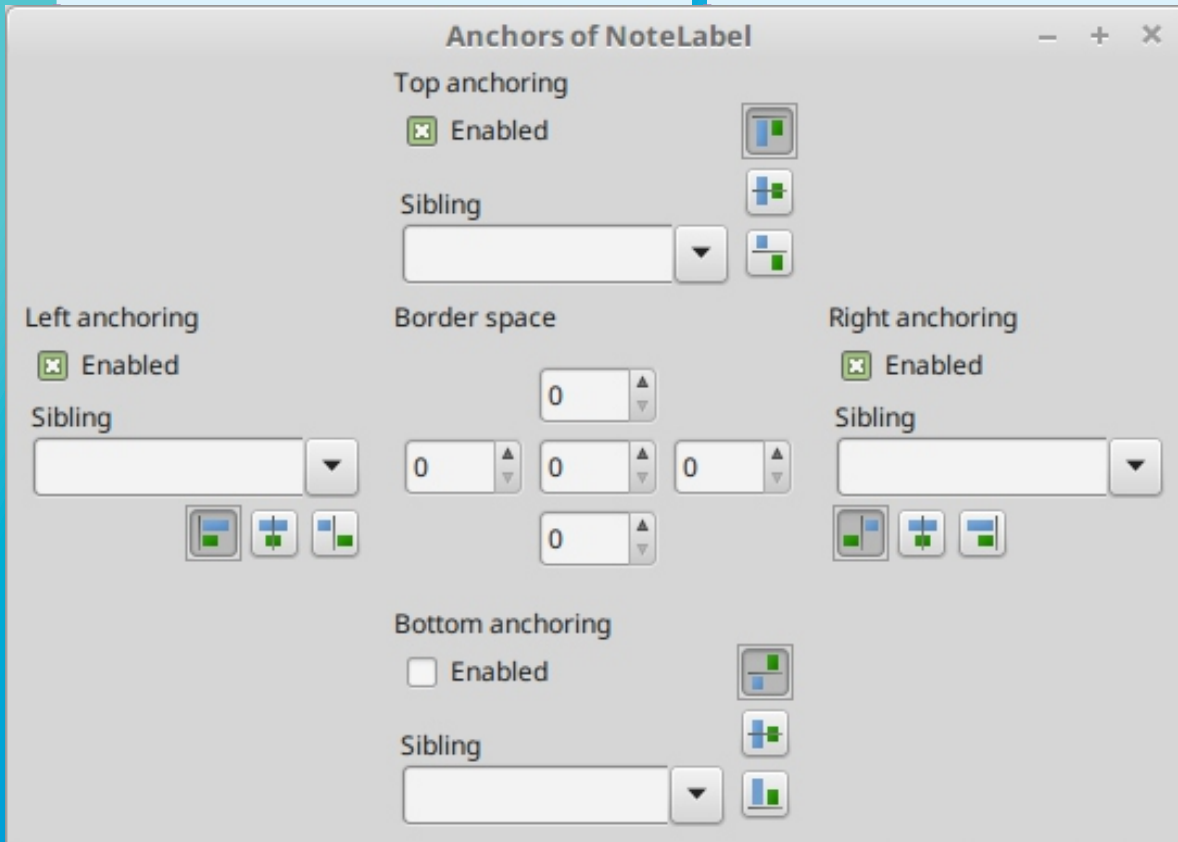 Anchors of NoteLabel
Top anchoring
Enabled
Sibling
Left anchoring
Enabled
Sibling
Border space
0
0 0 0
0
Right anchoring
Enabled
Sibling
Bottom anchoring
Enabled
Sibling